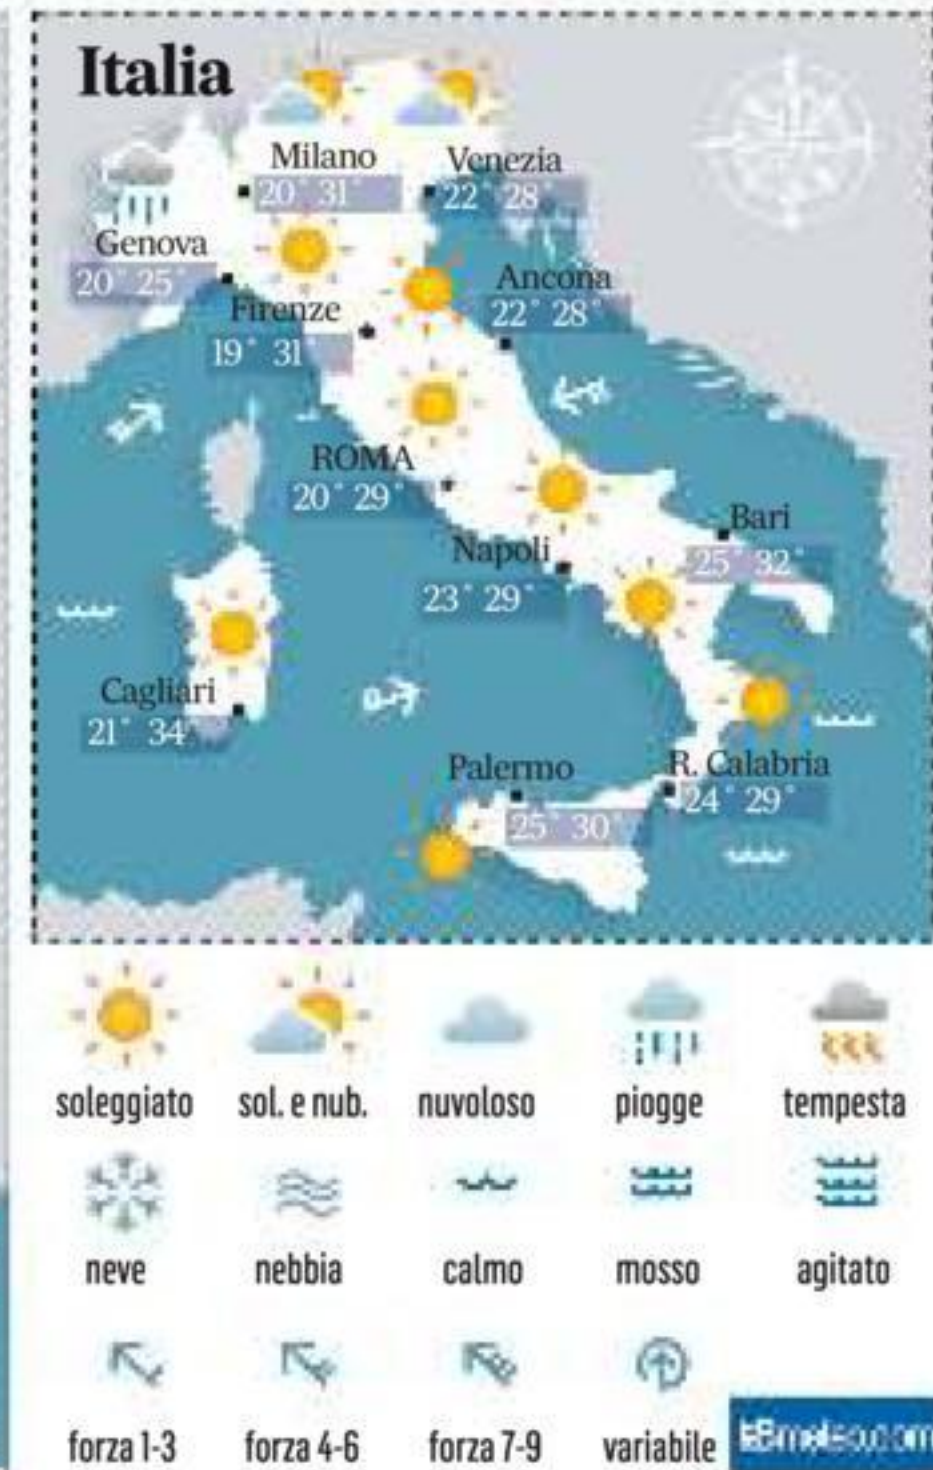 Italia
Milano
20° 31°
Venezia
22° 28°
Genova
20° 25°
Ancona
22° 28°
Firenze
19° 31°
ROMA
20° 29°
Bari
25° 32°
Napoli
23° 29°
Cagliari
21° 34°
Palermo
25° 30°
R. Calabria
24° 29°
soleggiato sol. e nub. nuvoloso piogge tempesta
neve nebbia calmo mosso agitato
forza 1-3 forza 4-6 forza 7-9 variabile